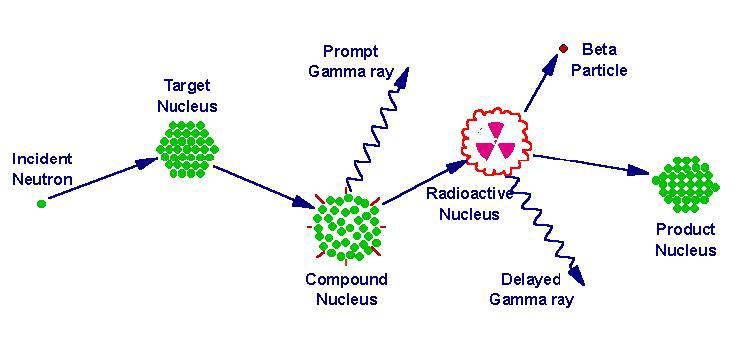 Incident
Neutron
Target
Nucleus
Prompt
Gamma ray
Compound
Nucleus
Radioactive
Nucleus
Beta
Particle
Delayed
Gamma ray
Product
Nucleus